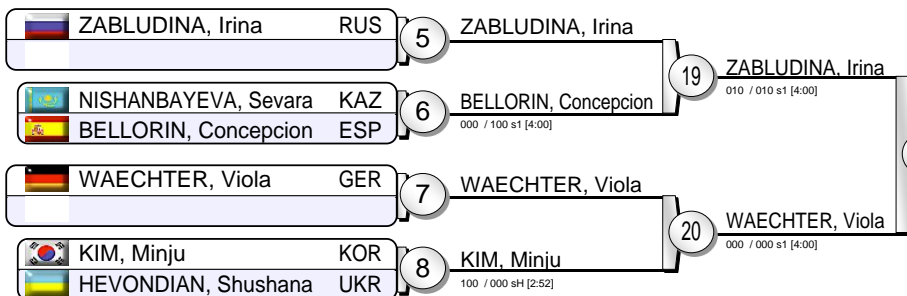 ZABLUDINA, Irina RUS
5
ZABLUDINA, Irina
NISHANBAYEVA, Sevara KAZ
BELLORIN, Concepcion ESP
6
BELLORIN, Concepcion
000 / 100 s1 [4:00]
19
ZABLUDINA, Irina
010 / 010 s1 [4:00]
WAECHTER, Viola GER
7
WAECHTER, Viola
KIM, Minju KOR
HEVONDIAN, Shushana UKR
8
KIM, Minju
100 / 000 sH [2:52]
20
WAECHTER, Viola
000 / 000 s1 [4:00]